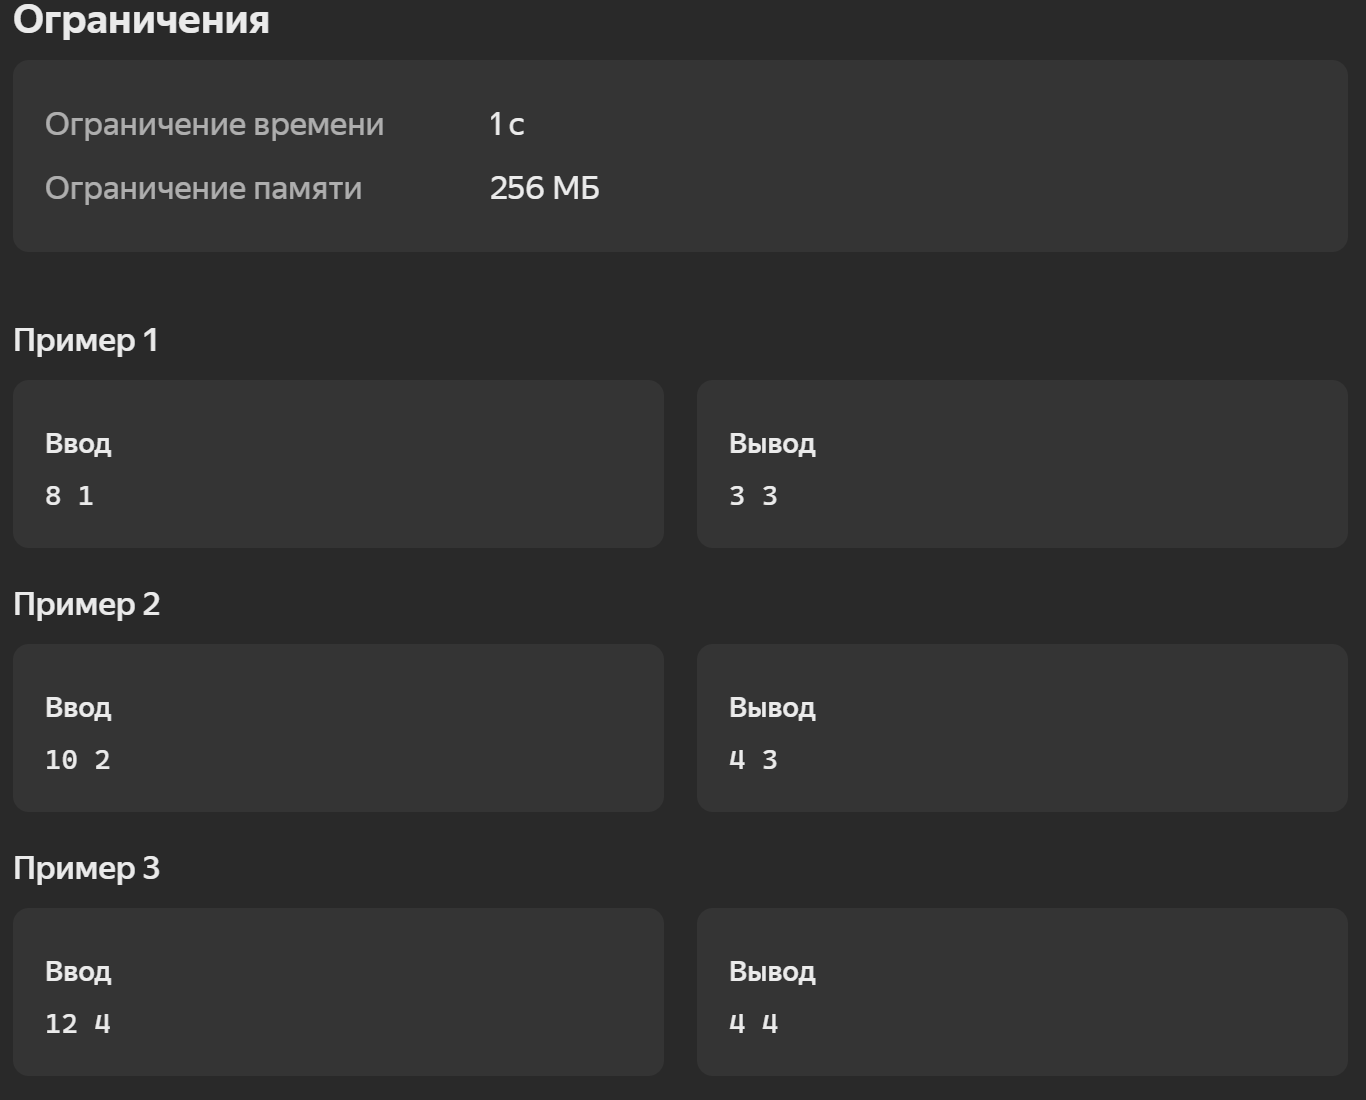 Ограничения
Ограничение времени 1 с
Ограничение памяти 256 МБ
Пример 1
Ввод
8 1
Вывод
3 3
Пример 2
Ввод
10 2
Вывод
4 3
Пример 3
Ввод
12 4
Вывод
4 4